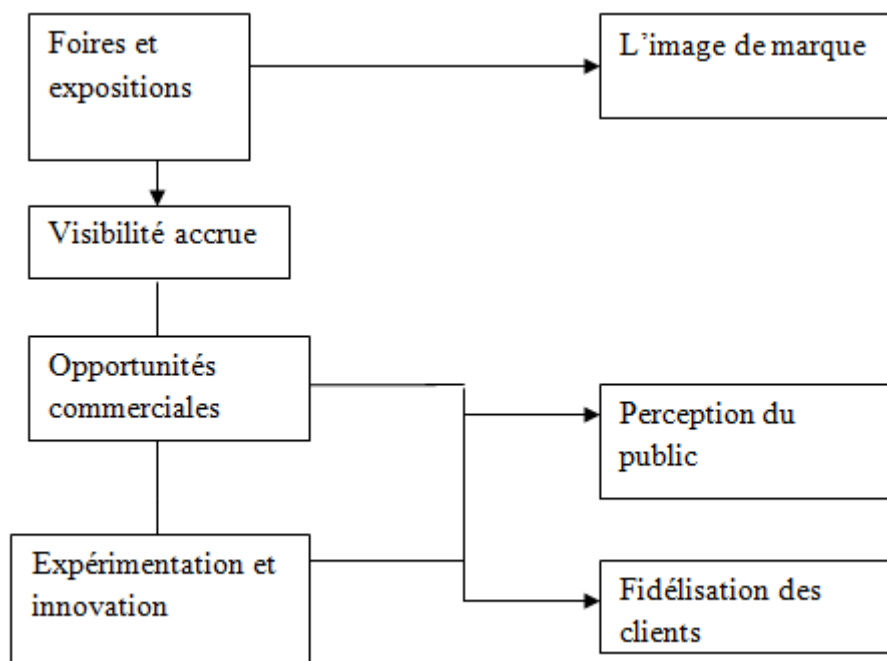 Foires et
expositions
L'image de marque
Visibilité accrue
Opportunités
commerciales
Perception du
public
Expérimentation et
innovation
Fidélisation des
clients